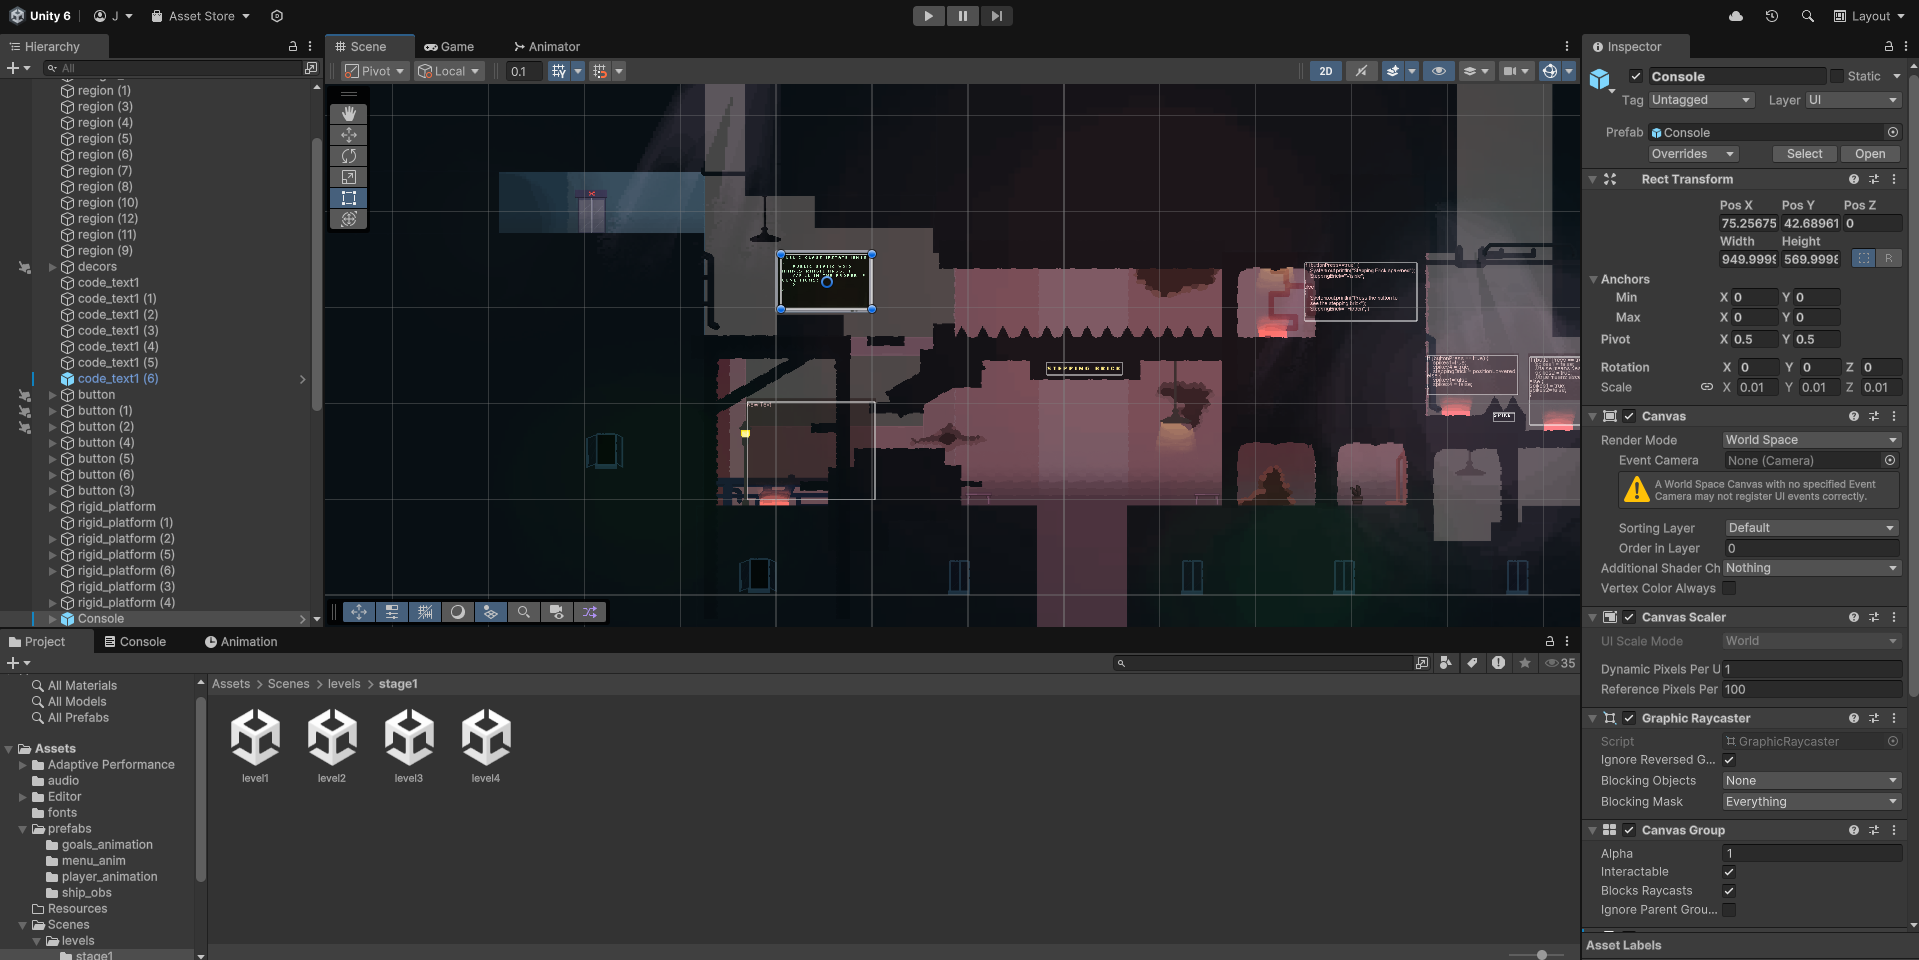 Unity 6
J
Asset Store
Layout
Hierarchy
All
region (1)
region (3)
region (4)
region (5)
region (6)
region (7)
region (8)
region (10)
region (12)
region (11)
region (9)
decors
code_text1
code_text1 (1)
code_text1 (2)
code_text1 (3)
code_text1 (4)
code_text1 (5)
code_text1 (6)
button
button (1)
button (2)
button (4)
button (5)
button (6)
button (3)
rigid_platform
rigid_platform (1)
rigid_platform (2)
rigid_platform (5)
rigid_platform (6)
rigid_platform (3)
rigid_platform (4)
Console
Scene
Game
Animator
Pivot
Local
0.1
2D
STEPPING BRICK
SPIKE
Inspector
Console
Static
Tag
Untagged
Layer
UI
Prefab
Console
Overrides
Select
Open
Rect Transform
Pos X
Pos Y
Pos Z
75.25675
42.68961
0
Width
Height
949.9999
569.9998
R
Anchors
Min
X 0
Y 0
Max
X 0
Y 0
Pivot
X 0.5
Y 0.5
Rotation
X 0
Y 0
Z 0
Scale
X 0.01
Y 0.01
Z 0.01
Canvas
Render Mode
World Space
Event Camera
None (Camera)
A World Space Canvas with no specified Event
Camera may not register UI events correctly.
Sorting Layer
Default
Order in Layer
0
Additional Shader Ch
Nothing
Vertex Color Always
Canvas Scaler
UI Scale Mode
World
Dynamic Pixels Per U
1
Reference Pixels Per
100
Graphic Raycaster
Script
GraphicRaycaster
Ignore Reversed G...
Blocking Objects
None
Blocking Mask
Everything
Canvas Group
Alpha
1
Interactable
Blocks Raycasts
Ignore Parent Grou...
Asset Labels
Project
Console
Animation
35
All Materials
All Models
All Prefabs
Assets
Adaptive Performance
audio
Editor
fonts
prefabs
goals_animation
menu_anim
player_animation
ship_obs
Resources
Scenes
levels
stage1
Assets > Scenes > levels > stage1
level1
level2
level3
level4